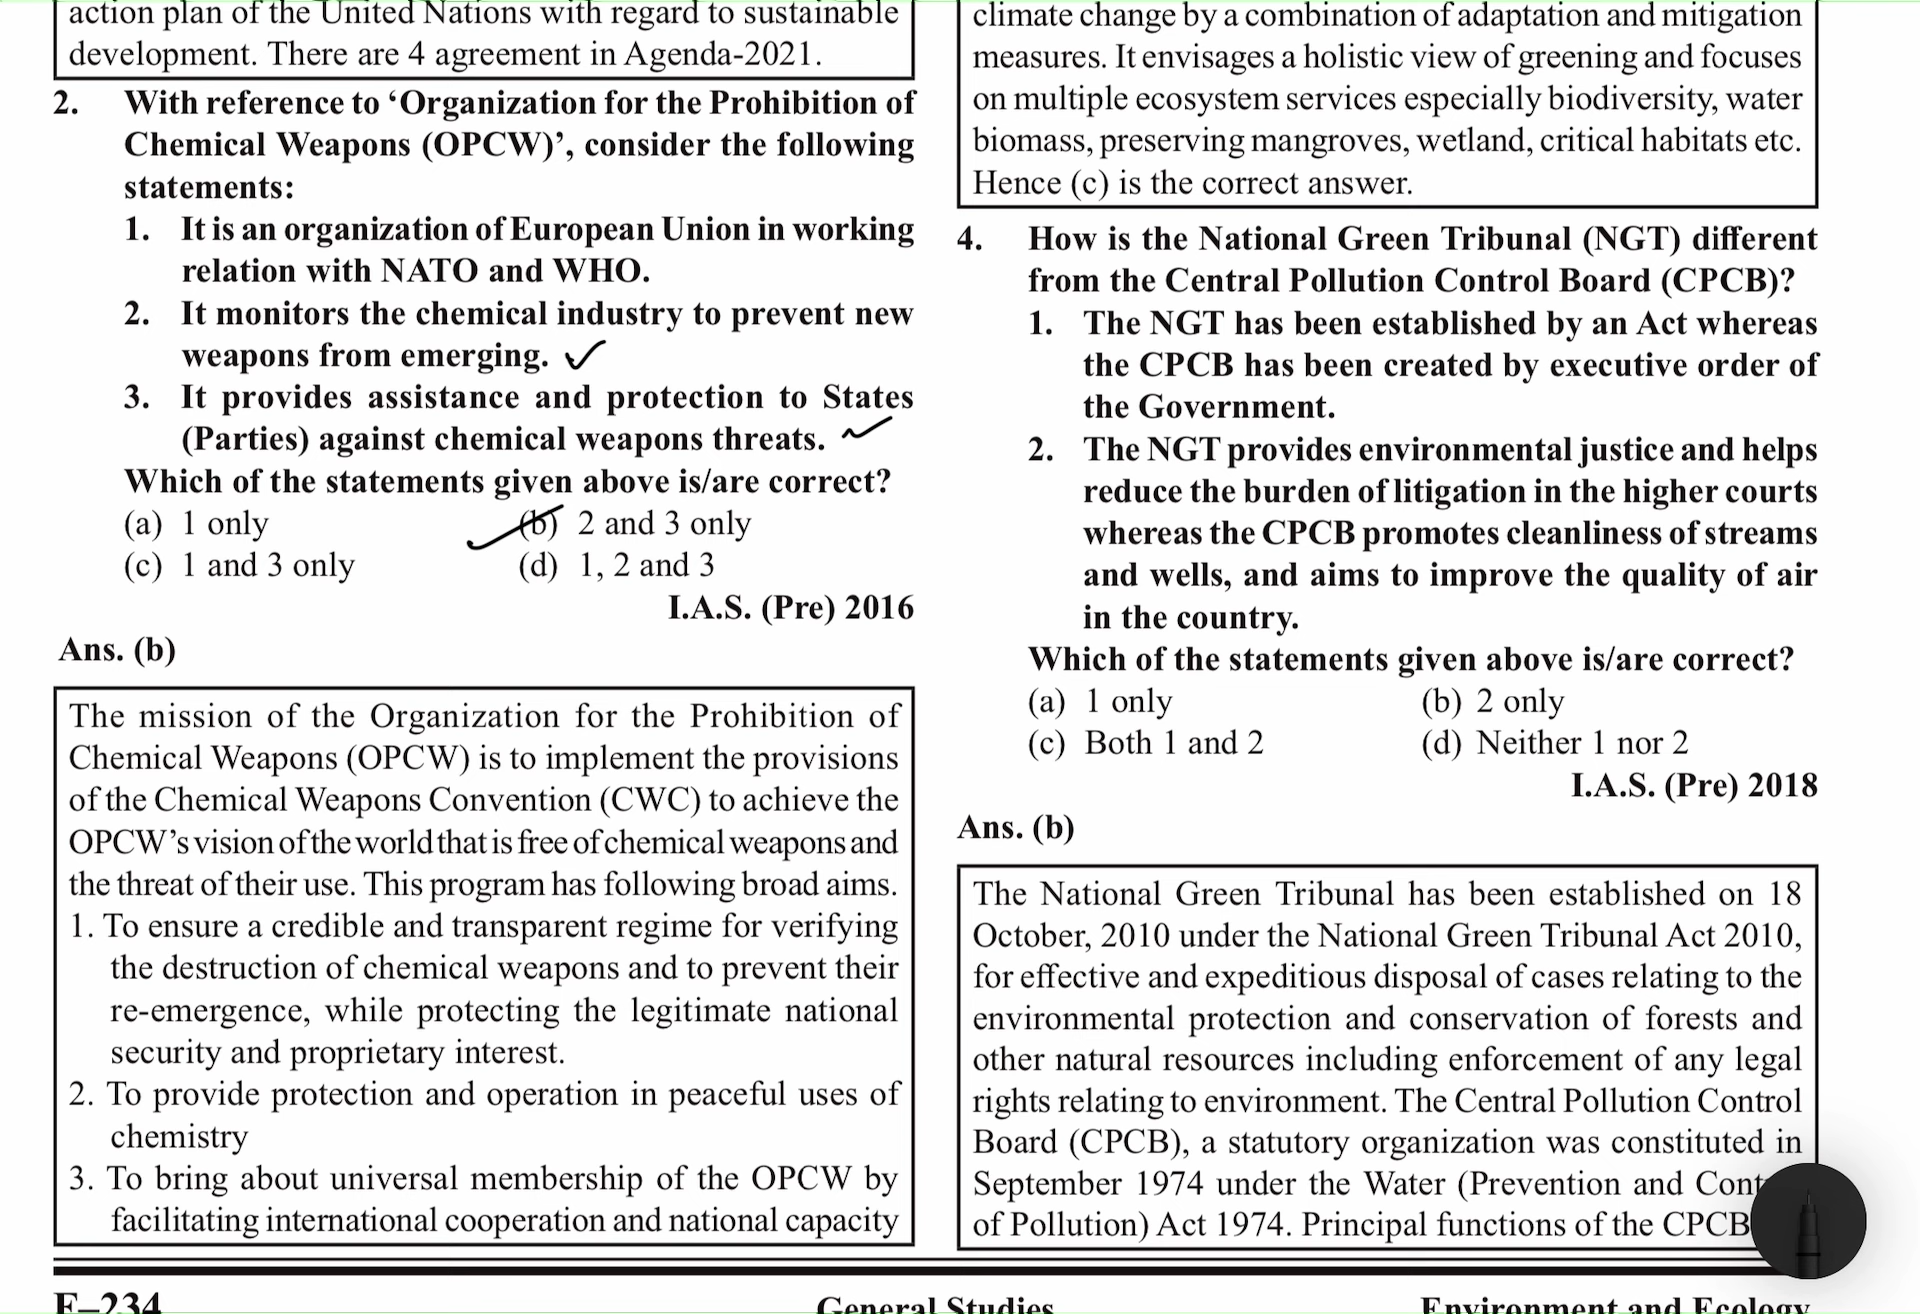 action plan of the United Nations with regard to sustainable
development. There are 4 agreement in Agenda-2021.
2. With reference to ‘Organization for the Prohibition of
Chemical Weapons (OPCW)’, consider the following
statements:
1. It is an organization of European Union in working
relation with NATO and WHO.
2. It monitors the chemical industry to prevent new
weapons from emerging.
3. It provides assistance and protection to States
(Parties) against chemical weapons threats.
Which of the statements given above is/are correct?
(a) 1 only (b) 2 and 3 only
(c) 1 and 3 only (d) 1, 2 and 3
I.A.S. (Pre) 2016
Ans. (b)
The mission of the Organization for the Prohibition of
Chemical Weapons (OPCW) is to implement the provisions
of the Chemical Weapons Convention (CWC) to achieve the
OPCW’s vision of the world that is free of chemical weapons and
the threat of their use. This program has following broad aims.
1. To ensure a credible and transparent regime for verifying
the destruction of chemical weapons and to prevent their
re-emergence, while protecting the legitimate national
security and proprietary interest.
2. To provide protection and operation in peaceful uses of
chemistry
3. To bring about universal membership of the OPCW by
facilitating international cooperation and national capacity
climate change by a combination of adaptation and mitigation
measures. It envisages a holistic view of greening and focuses
on multiple ecosystem services especially biodiversity, water
biomass, preserving mangroves, wetland, critical habitats etc.
Hence (c) is the correct answer.
4. How is the National Green Tribunal (NGT) different
from the Central Pollution Control Board (CPCB)?
1. The NGT has been established by an Act whereas
the CPCB has been created by executive order of
the Government.
2. The NGT provides environmental justice and helps
reduce the burden of litigation in the higher courts
whereas the CPCB promotes cleanliness of streams
and wells, and aims to improve the quality of air
in the country.
Which of the statements given above is/are correct?
(a) 1 only (b) 2 only
(c) Both 1 and 2 (d) Neither 1 nor 2
I.A.S. (Pre) 2018
Ans. (b)
The National Green Tribunal has been established on 18
October, 2010 under the National Green Tribunal Act 2010,
for effective and expeditious disposal of cases relating to the
environmental protection and conservation of forests and
other natural resources including enforcement of any legal
rights relating to environment. The Central Pollution Control
Board (CPCB), a statutory organization was constituted in
September 1974 under the Water (Prevention and Cont
of Pollution) Act 1974. Principal functions of the CPCB
F–234 General Studies Environment and Ecology